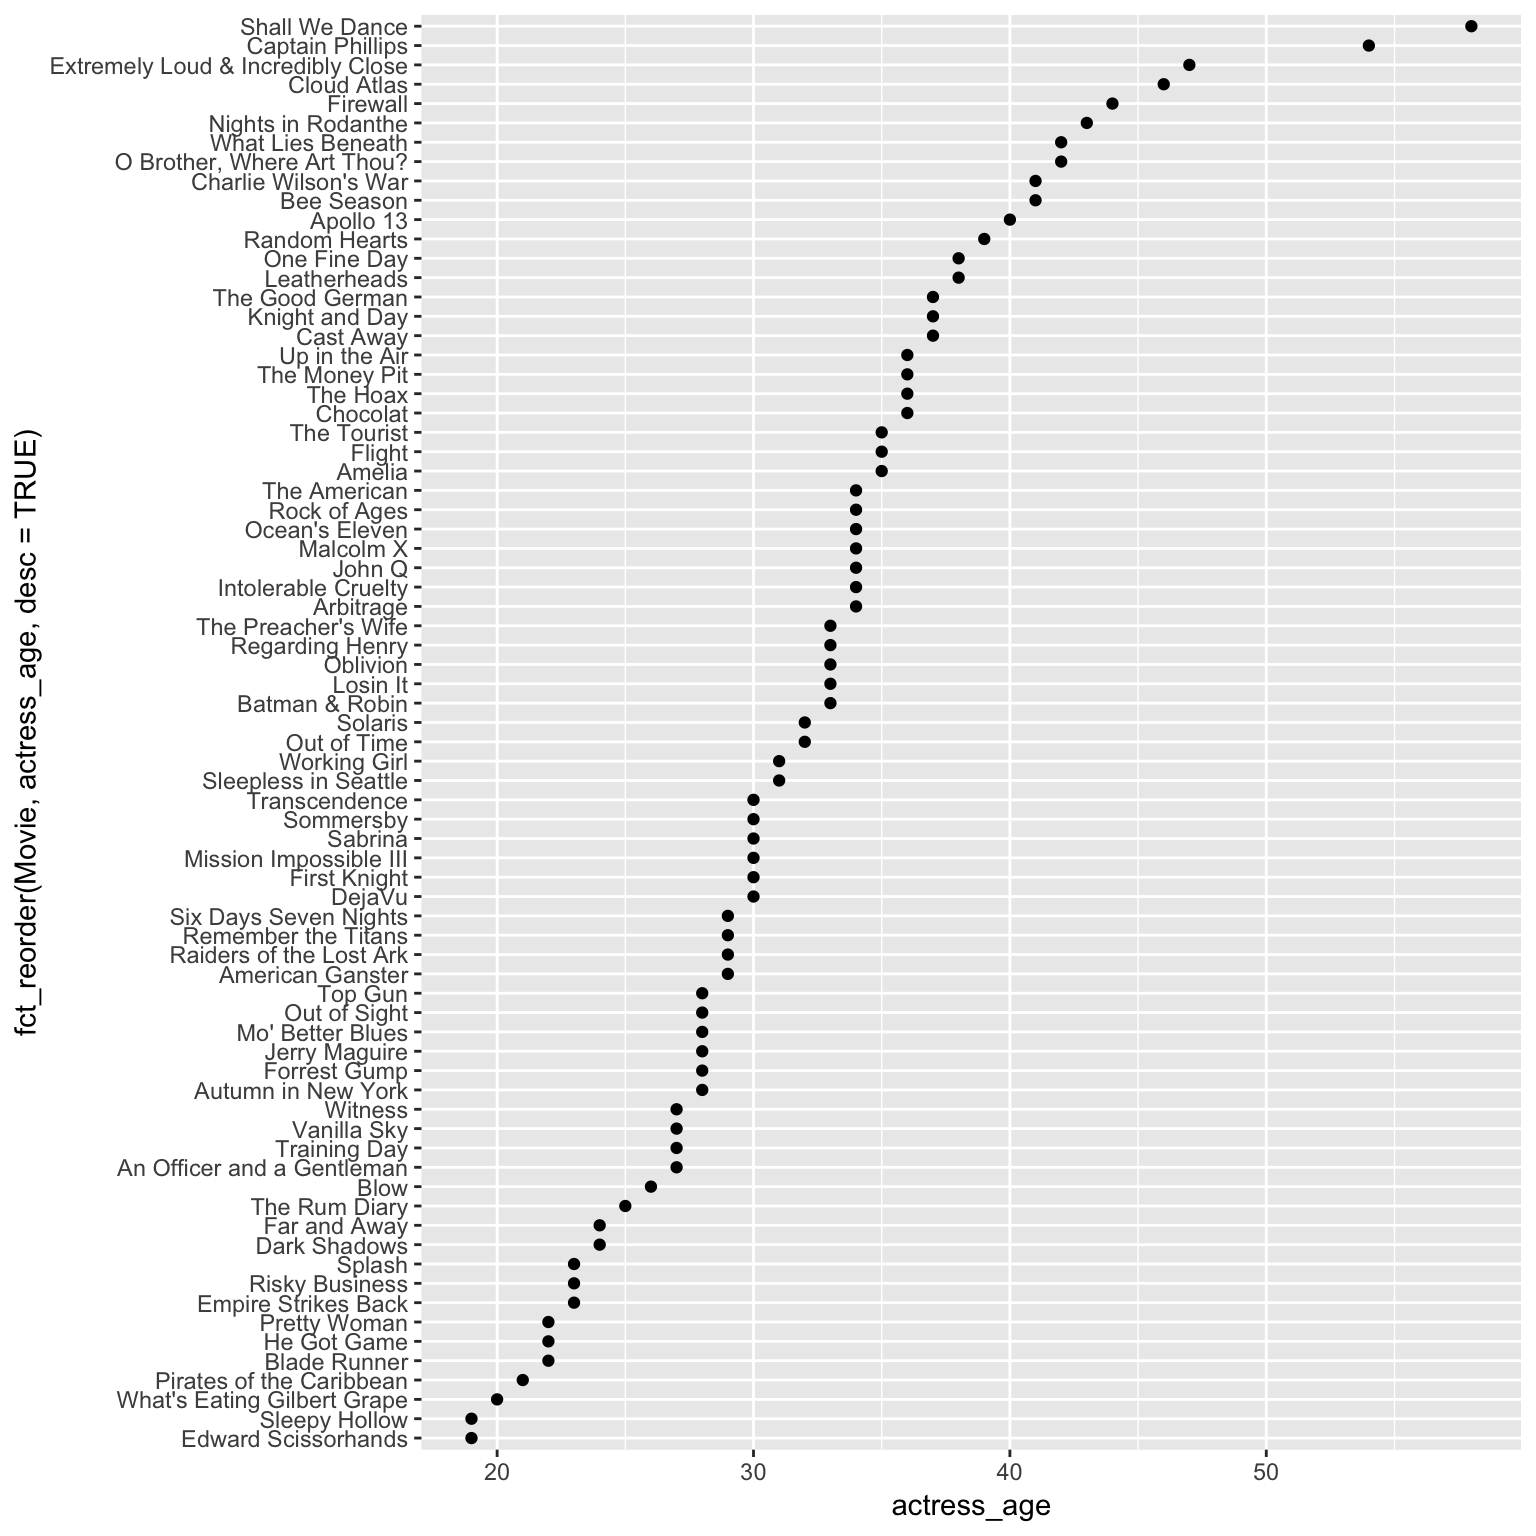 Shall We Dance
Captain Phillips
Extremely Loud & Incredibly Close
Cloud Atlas
Firewall
Nights in Rodanthe
What Lies Beneath
O Brother, Where Art Thou?
Charlie Wilson's War
Bee Season
Apollo 13
Random Hearts
One Fine Day
Leatherheads
The Good German
Knight and Day
Cast Away
Up in the Air
The Money Pit
The Hoax
Chocolat
The Tourist
Flight
Amelia
The American
Rock of Ages
Ocean's Eleven
Malcolm X
John Q
Intolerable Cruelty
Arbitrage
The Preacher's Wife
Regarding Henry
Oblivion
Losin It
Batman & Robin
Solaris
Out of Time
Working Girl
Sleepless in Seattle
Transcendence
Sommersby
Sabrina
Mission Impossible III
First Knight
DejaVu
Six Days Seven Nights
Remember the Titans
Raiders of the Lost Ark
American Ganster
Top Gun
Out of Sight
Mo' Better Blues
Jerry Maguire
Forrest Gump
Autumn in New York
Witness
Vanilla Sky
Training Day
An Officer and a Gentleman
Blow
The Rum Diary
Far and Away
Dark Shadows
Splash
Risky Business
Empire Strikes Back
Pretty Woman
He Got Game
Blade Runner
Pirates of the Caribbean
What's Eating Gilbert Grape
Sleepy Hollow
Edward Scissorhands
fct_reorder(Movie, actress_age, desc = TRUE)
20 30 40 50
actress_age